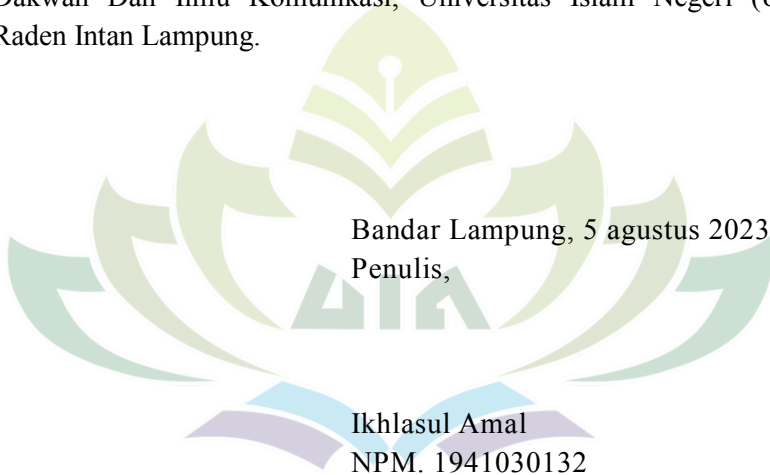 Dakwah Dan Ilmu Komunikasi, Universitas Islam Negeri
Raden Intan Lampung.
Bandar Lampung, 5 agustus 2023
Penulis,
Ikhlasul Amal
NPM. 1941030132